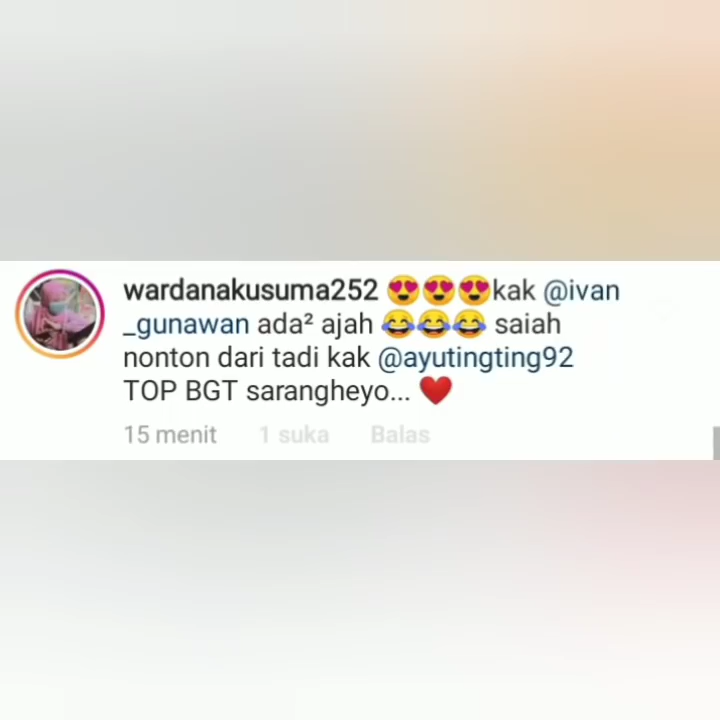 wardanakusuma252 😍😍😍kak @ivan
_gunawan ada² ajah 😂😂😂 saiah
nonton dari tadi kak @ayutingting92
TOP BGT sarangheyo... ❤️
15 menit 1 suka Balas